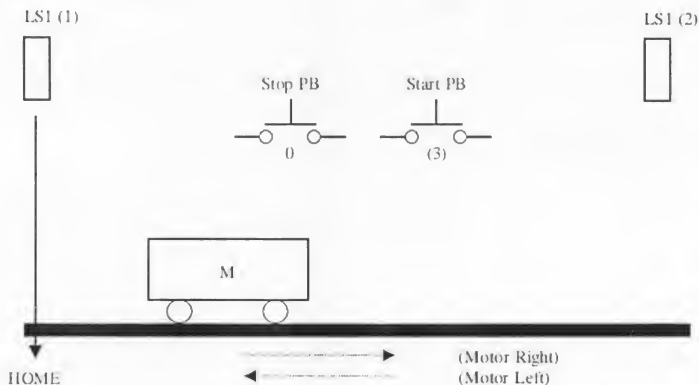 LS1 (1)
LS1 (2)
Stop PB
Start PB
0
(3)
M
(Motor Right)
HOME
(Motor Left)